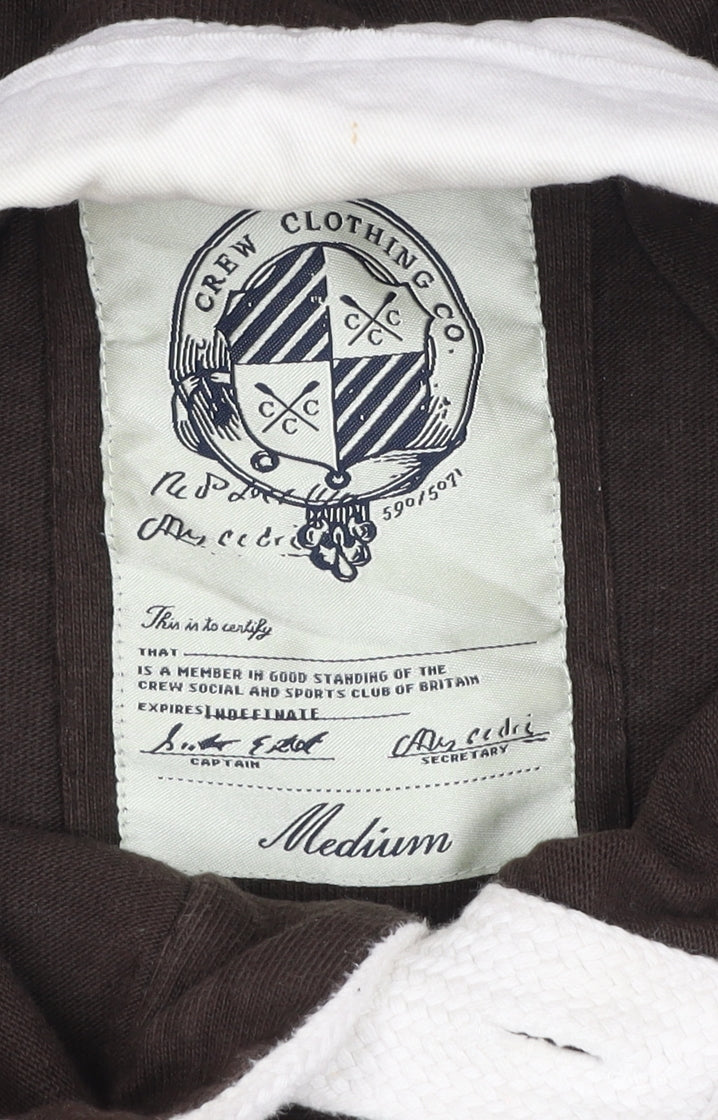 CREW CLOTHING CO.
C C
C
C C
C
590/5071
This is to certify
THAT
IS A MEMBER IN GOOD STANDING OF THE
CREW SOCIAL AND SPORTS CLUB OF BRITAIN
EXPIRES INDEFINATE
CAPTAIN
SECRETARY
Medium